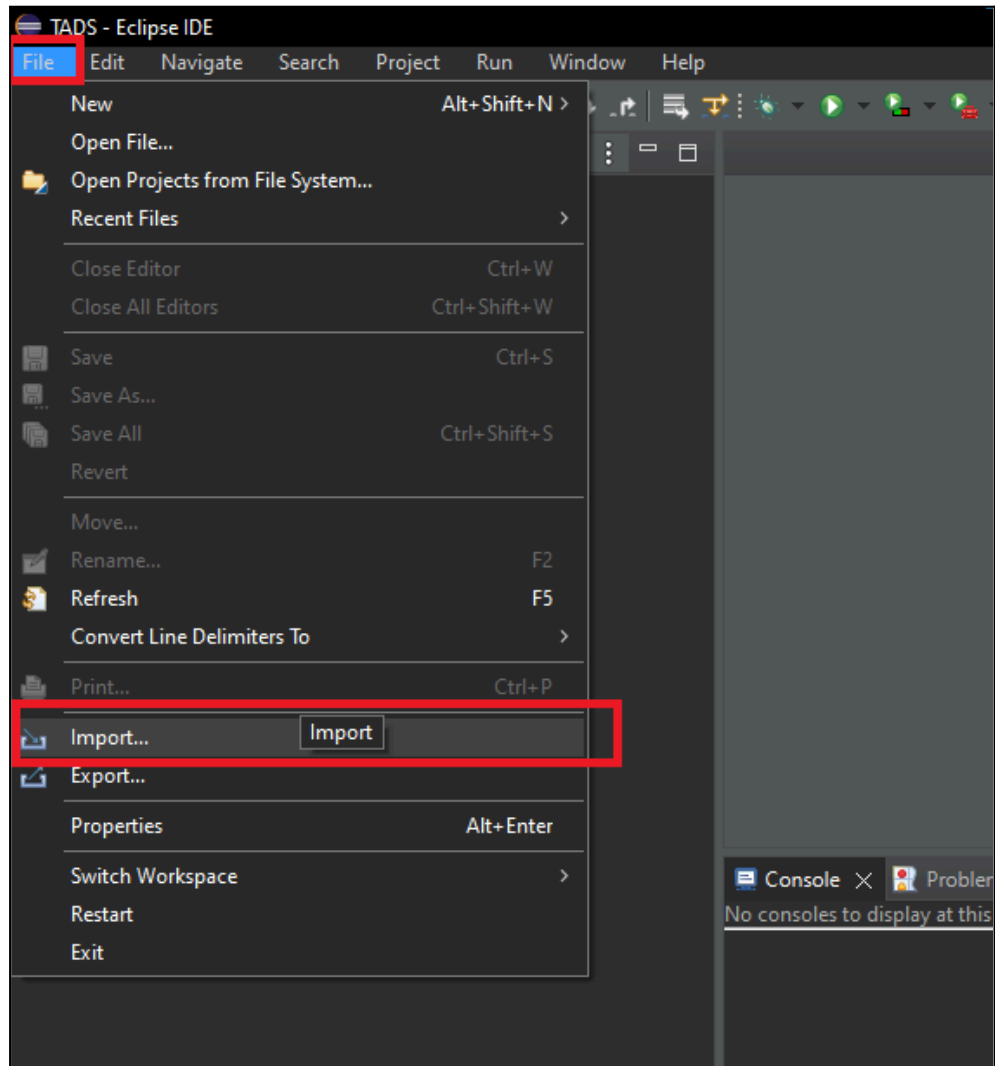 TADS - Eclipse IDE
File Edit Navigate Search Project Run Window Help
New Alt+Shift+N >
Open File...
Open Projects from File System...
Recent Files >
Close Editor Ctrl+W
Close All Editors Ctrl+Shift+W
Save Ctrl+S
Save As...
Save All Ctrl+Shift+S
Revert
Move...
Rename... F2
Refresh F5
Convert Line Delimiters To >
Print... Ctrl+P
Import... Import
Export...
Properties Alt+Enter
Switch Workspace >
Restart
Exit
Console Problem
No consoles to display at this